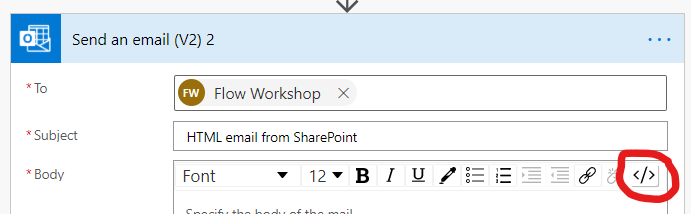 Send an email (V2) 2
* To
FW Flow Workshop
* Subject
HTML email from SharePoint
* Body
Font 12 B I U </>
Specify the body of the mail